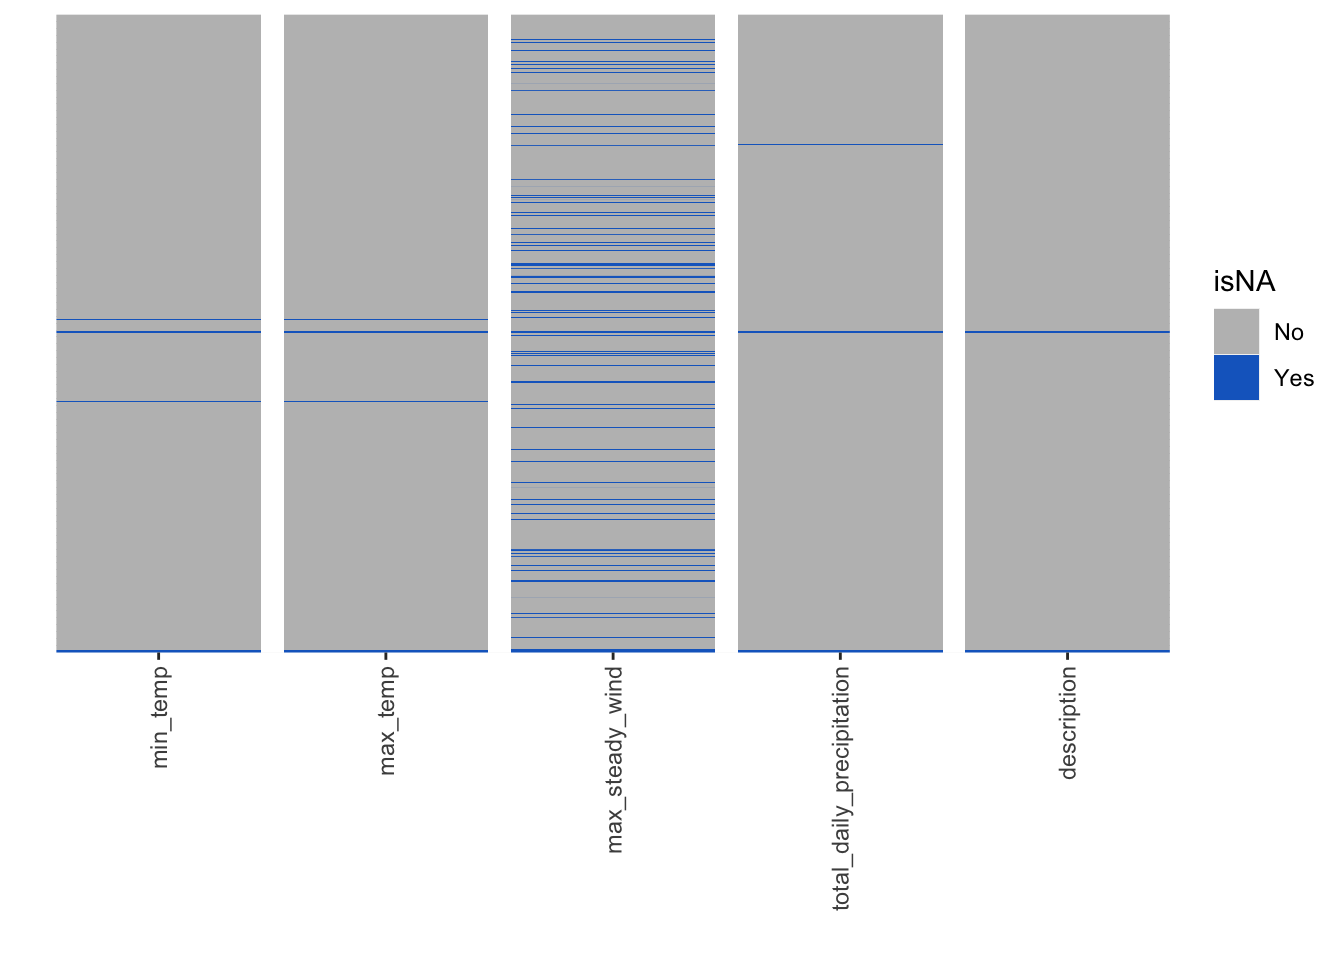 isNA
No
Yes
min_temp
max_temp
max_steady_wind
total_daily_precipitation
description